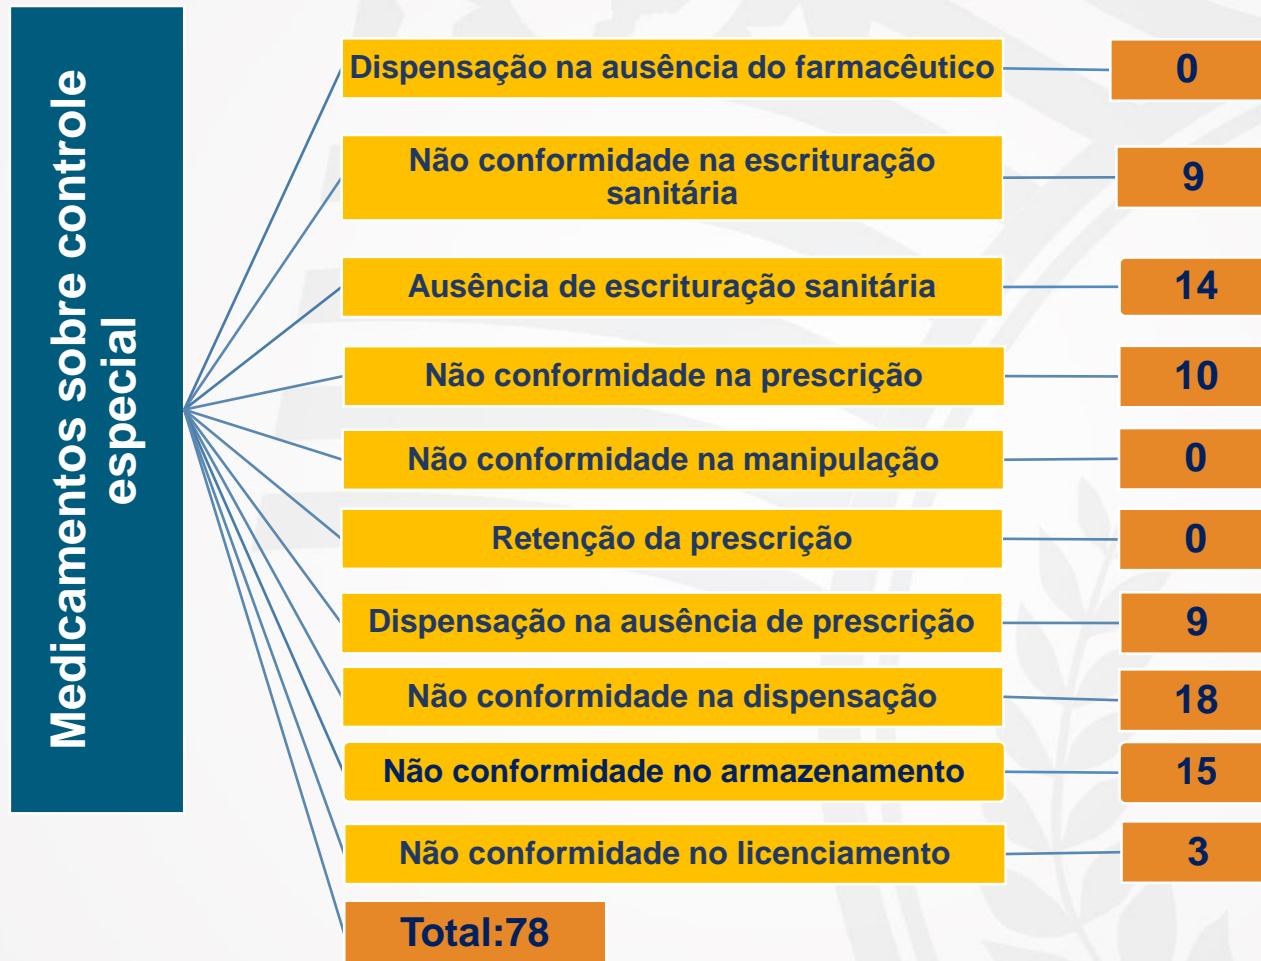 Medicamentos sobre controle
especial
Dispensação na ausência do farmacêutico
0
Não conformidade na escrituração
sanitária
9
Ausência de escrituração sanitária
14
Não conformidade na prescrição
10
Não conformidade na manipulação
0
Retenção da prescrição
0
Dispensação na ausência de prescrição
9
Não conformidade na dispensação
18
Não conformidade no armazenamento
15
Não conformidade no licenciamento
3
Total:78